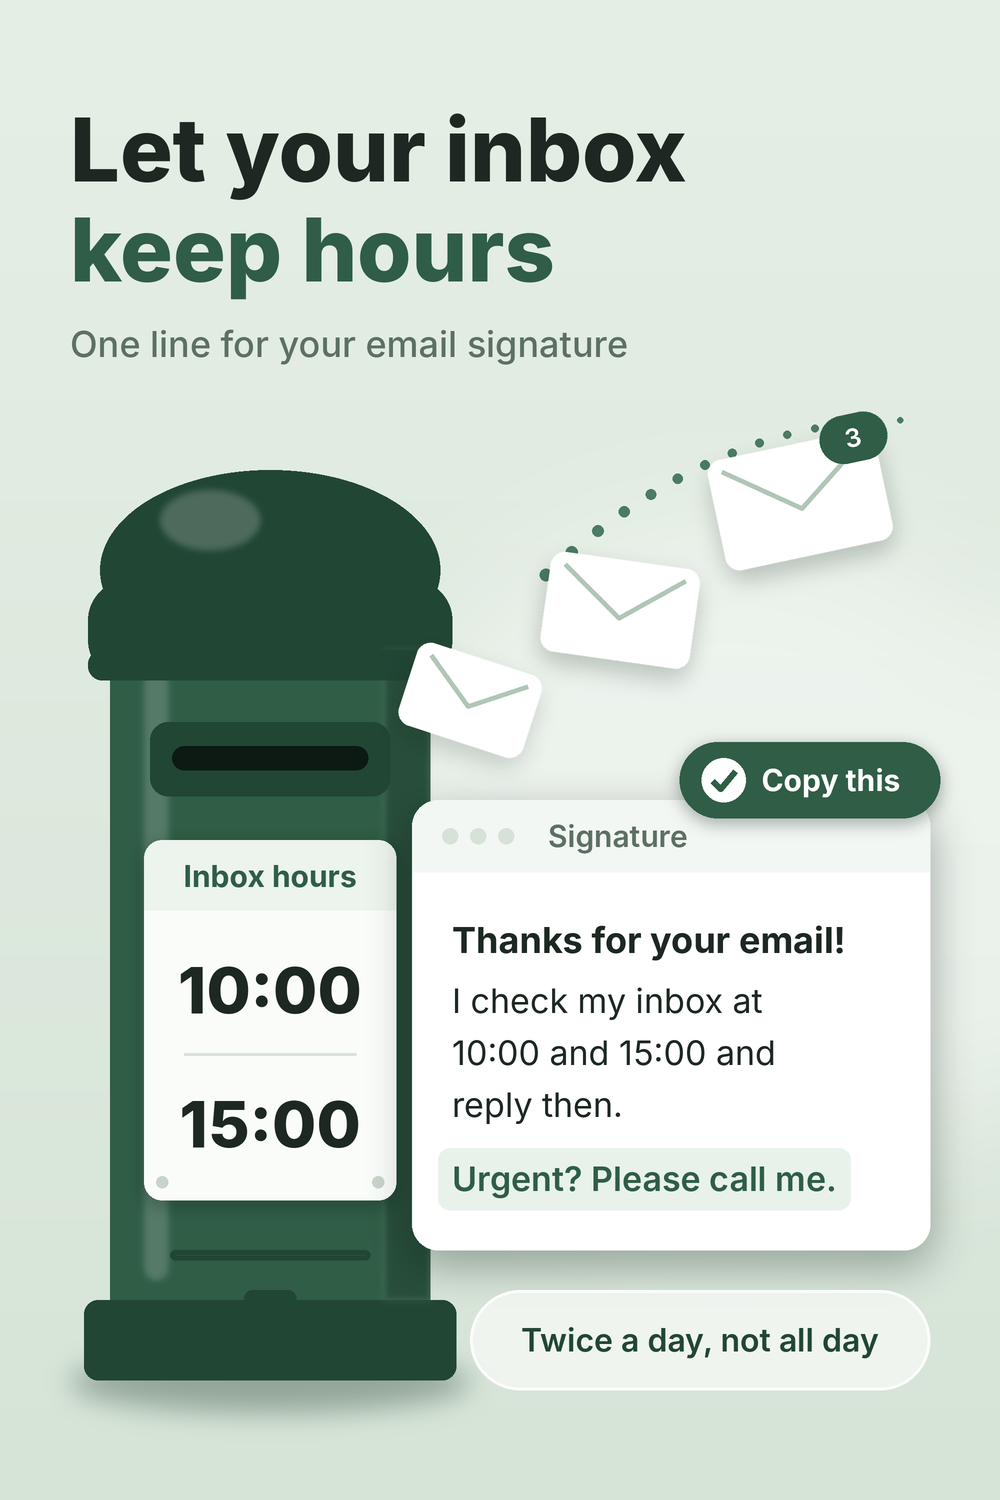 Let your inbox
keep hours
One line for your email signature
3
Copy this
Signature
Inbox hours
10:00
15:00
Thanks for your email!
I check my inbox at
10:00 and 15:00 and
reply then.
Urgent? Please call me.
Twice a day, not all day